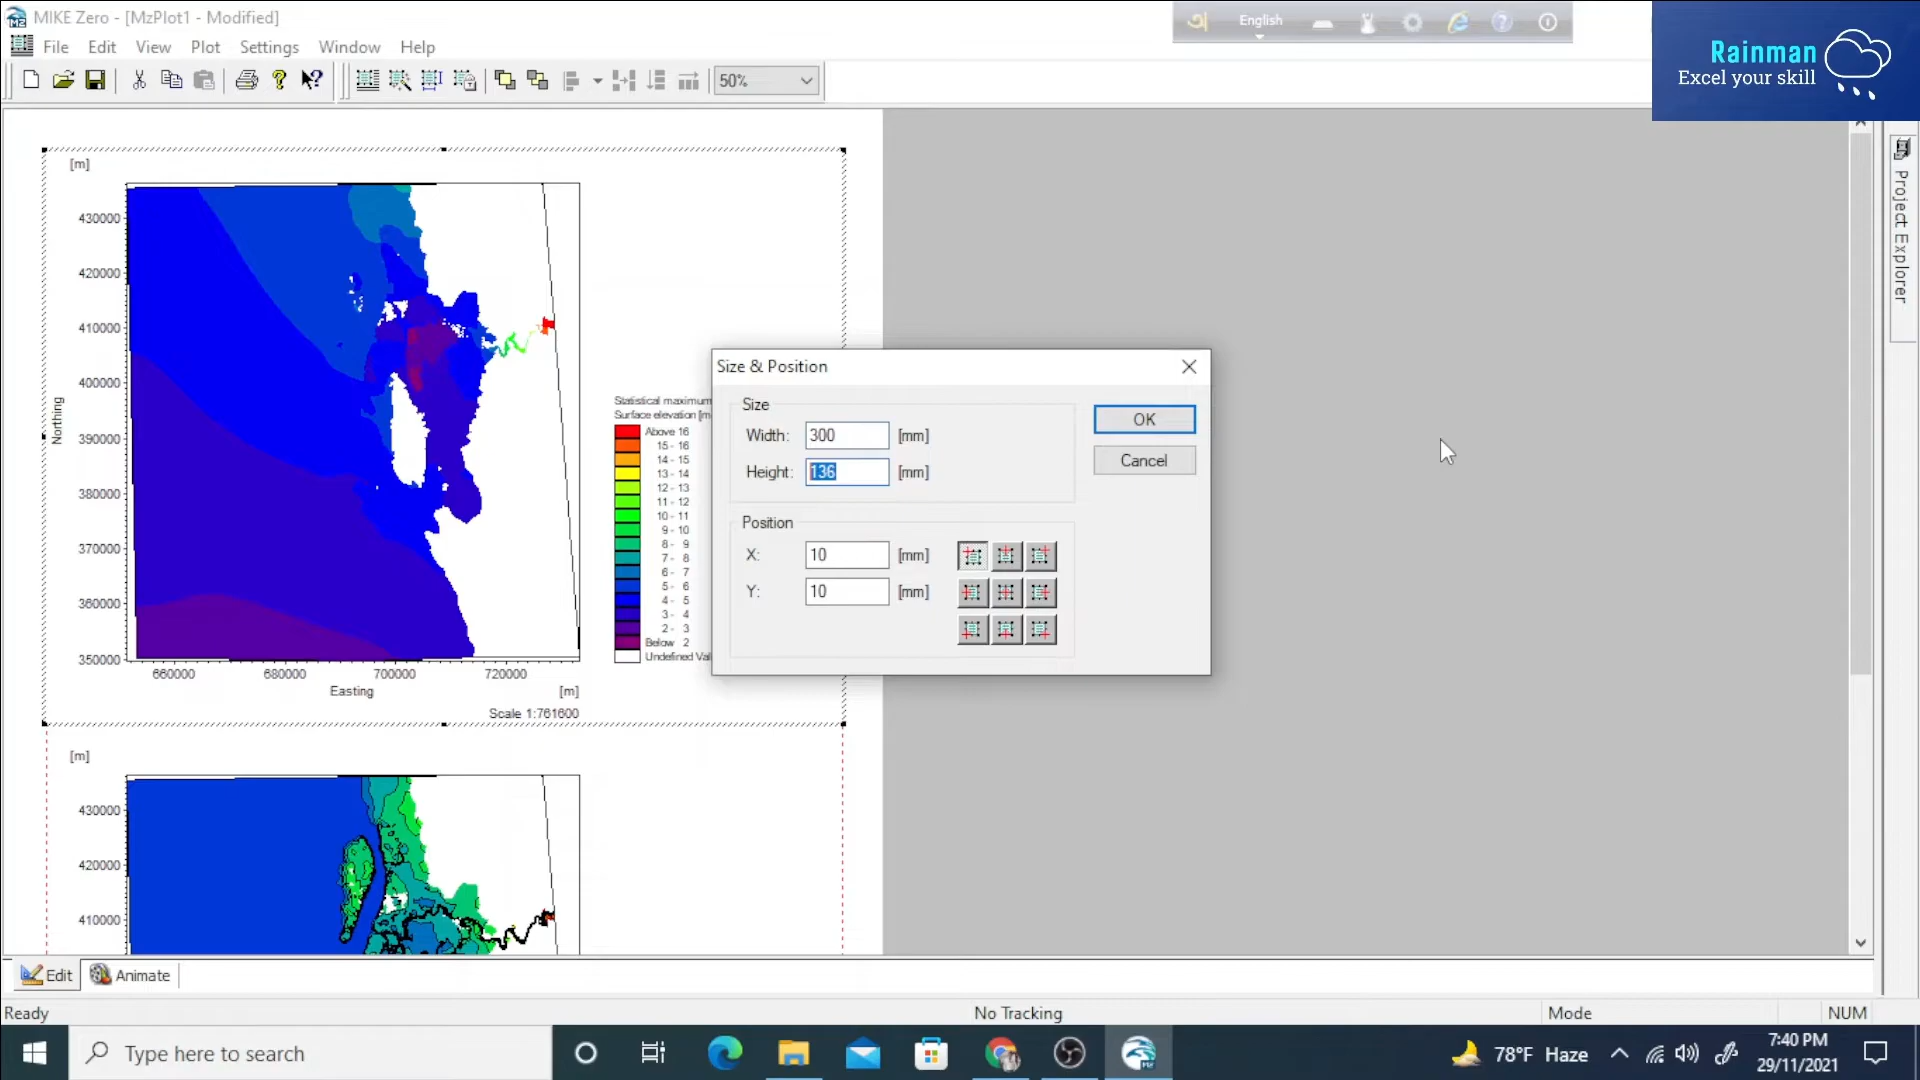 MIKE Zero - [MzPlot1 - Modified]
English
Rainman
Excel your skill
File Edit View Plot Settings Window Help
50%
Project Explorer
[m]
430000
420000
410000
400000
390000
380000
370000
360000
350000
Northing
660000 680000 700000 720000
Easting [m]
Scale 1:761600
Statistical maximum
Surface elevation [m
Above 16
15 - 16
14 - 15
13 - 14
12 - 13
11 - 12
10 - 11
9 - 10
8 - 9
7 - 8
6 - 7
5 - 6
4 - 5
3 - 4
2 - 3
Below 2
Undefined Val
Size & Position
Size
Width: 300 [mm]
Height: 136 [mm]
OK
Cancel
Position
X: 10 [mm]
Y: 10 [mm]
[m]
430000
420000
410000
Edit Animate
Ready No Tracking Mode NUM
Type here to search
78°F Haze
7:40 PM
29/11/2021